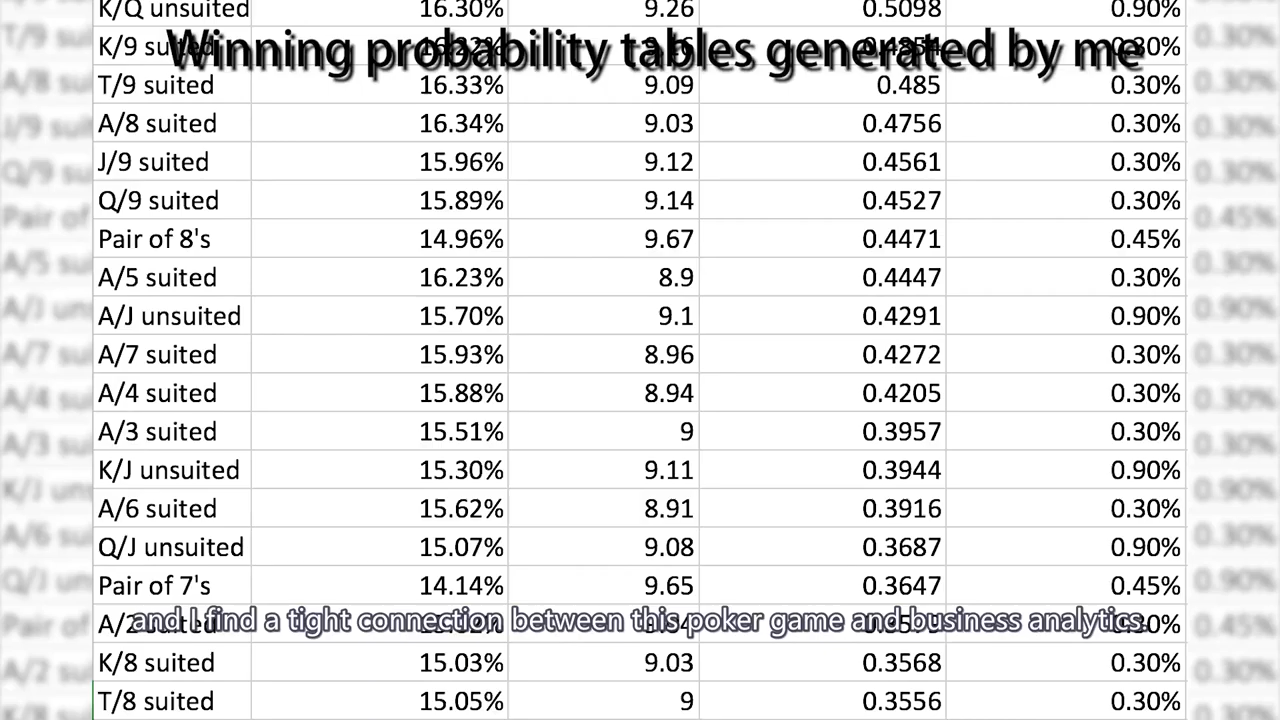 K/Q unsuited 16.30% 9.26 0.5098 0.90%
Winning probability tables generated by me
K/9 suited 0.30%
T/9 suited 16.33% 9.09 0.485 0.30%
A/8 suited 16.34% 9.03 0.4756 0.30%
J/9 suited 15.96% 9.12 0.4561 0.30%
Q/9 suited 15.89% 9.14 0.4527 0.30%
Pair of 8's 14.96% 9.67 0.4471 0.45%
A/5 suited 16.23% 8.9 0.4447 0.30%
A/J unsuited 15.70% 9.1 0.4291 0.90%
A/7 suited 15.93% 8.96 0.4272 0.30%
A/4 suited 15.88% 8.94 0.4205 0.30%
A/3 suited 15.51% 9 0.3957 0.30%
K/J unsuited 15.30% 9.11 0.3944 0.90%
A/6 suited 15.62% 8.91 0.3916 0.30%
Q/J unsuited 15.07% 9.08 0.3687 0.90%
Pair of 7's 14.14% 9.65 0.3647 0.45%
A/2 suited 0.30%
and I find a tight connection between this poker game and business analytics.
K/8 suited 15.03% 9.03 0.3568 0.30%
T/8 suited 15.05% 9 0.3556 0.30%